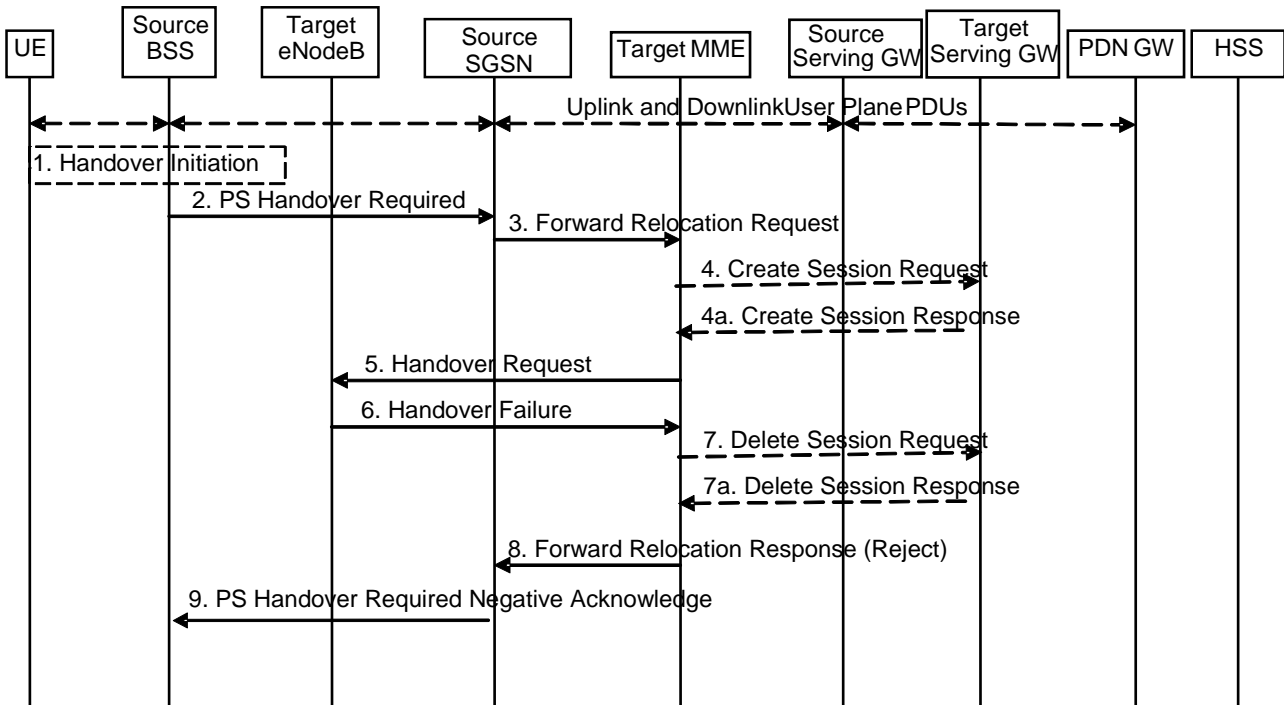 UE
Source
BSS
Target
eNodeB
Source
SGSN
Target MME
Source
Serving GW
Target
Serving GW
PDN GW
HSS
Uplink and DownlinkUser Plane PDUs
1. Handover Initiation
2. PS Handover Required
3. Forward Relocation Request
4. Create Session Request
4a. Create Session Response
5. Handover Request
6. Handover Failure
7. Delete Session Request
7a. Delete Session Response
8. Forward Relocation Response (Reject)
9. PS Handover Required Negative Acknowledge